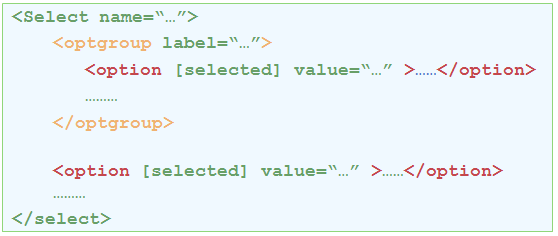 <Select name=“…”>
<optgroup label=“…”>
<option [selected] value=“…” >……</option>
………
</optgroup>
<option [selected] value=“…” >……</option>
………
</select>